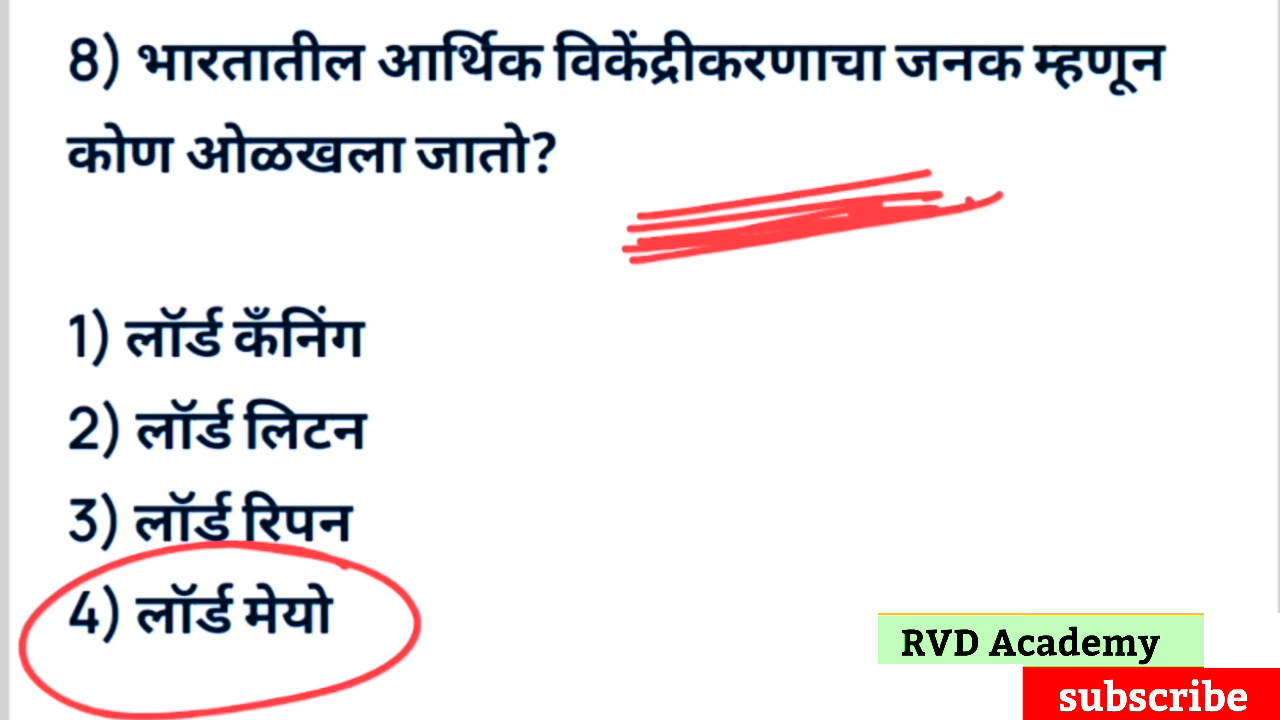 8) भारतातील आर्थिक विकेंद्रीकरणाचा जनक म्हणून
कोण ओळखला जातो?
1) लॉर्ड कँनिंग
2) लॉर्ड लिटन
3) लॉर्ड रिपन
4) लॉर्ड मेयो
RVD Academy
subscribe